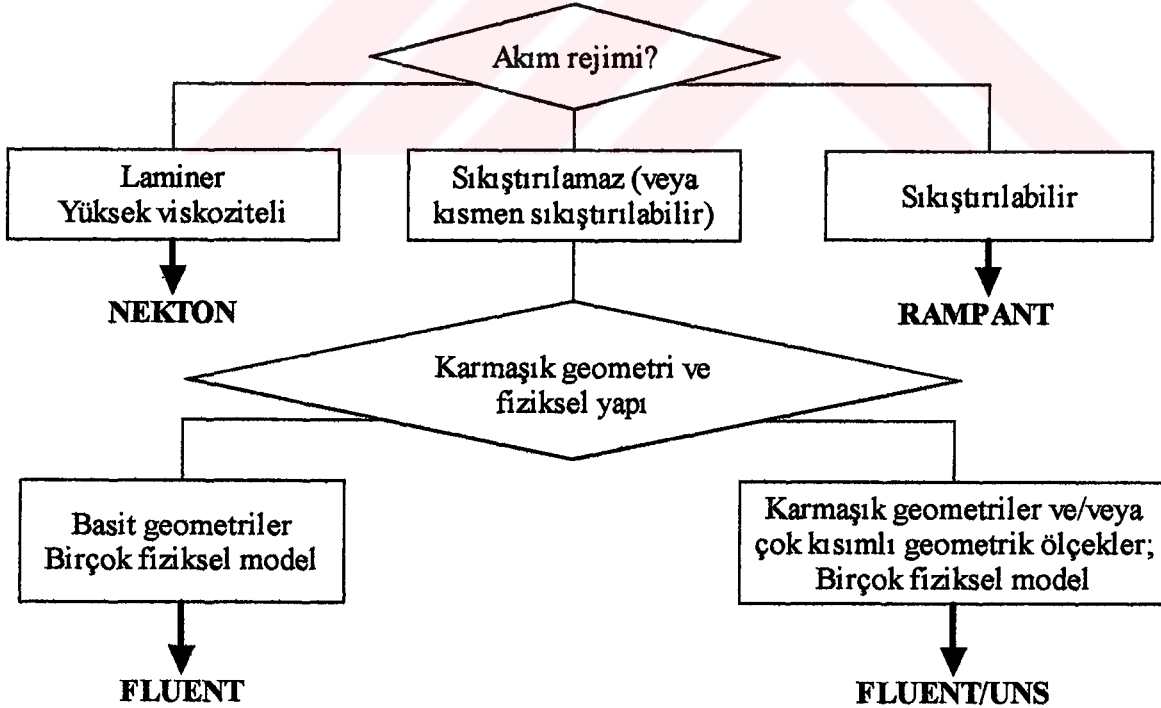 Akım rejimi?
Laminer
Yüksek viskoziteli
Sıkıştırılamaz (veya
kısmen sıkıştırılabilir)
Sıkıştırılabilir
NEKTON
RAMPANT
Karmaşık geometri ve
fiziksel yapı
Basit geometriler
Birçok fiziksel model
Karmaşık geometriler ve/veya
çok kısımlı geometrik ölçekler;
Birçok fiziksel model
FLUENT
FLUENT/UNS